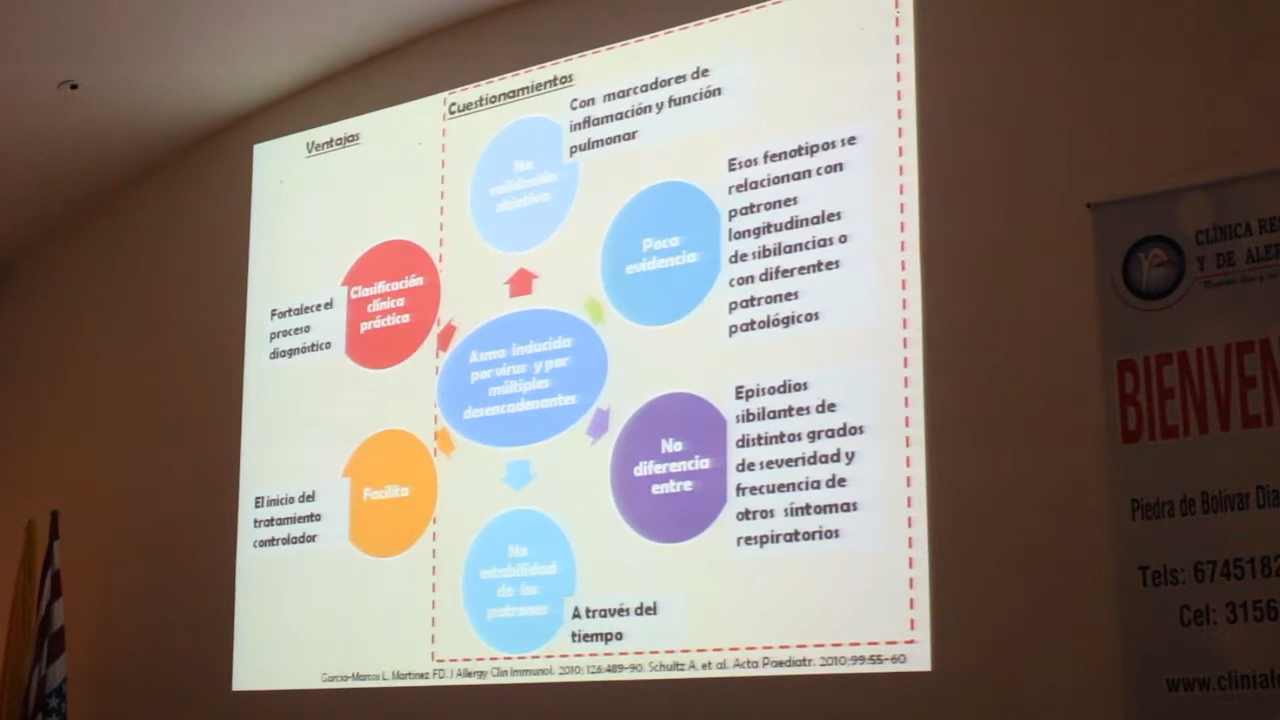 Ventajas
Cuestionamientos
Clasificación
clínica
práctica
Fortalece el
proceso
diagnóstico
Facilita
El inicio del
tratamiento
controlador
Asma inducida
por virus y por
múltiples
desencadenantes
No
validación
objetiva
Con marcadores de
inflamación y función
pulmonar
Poca
evidencia
Esos fenotipos se
relacionan con
patrones
longitudinales
de sibilancias o
con diferentes
patrones
patológicos
No
diferencia
entre
Episodios
sibilantes de
distintos grados
de severidad y
frecuencia de
otros síntomas
respiratorios
No
estabilidad
de los
patrones
A través del
tiempo
Garcia-Marcos L, Martinez FD. J Allergy Clin Immunol. 2010;126:489-90. Schultz A. et al. Acta Paediatr. 2010;99:55-60
CLÍNICA RE
Y DE ALE
BIENVEN
Piedra de Bolívar Dia
Tels: 6745182
Cel: 3156
www.clinial